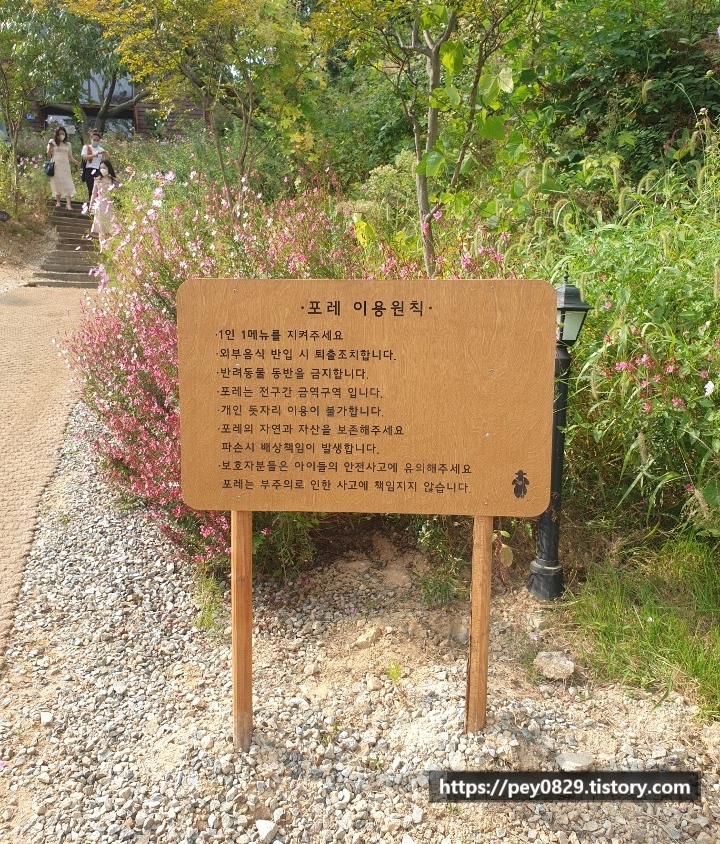 ·포레 이용원칙·
·1인 1메뉴를 지켜주세요
·외부음식 반입 시 퇴출조치합니다.
·반려동물 동반을 금지합니다.
·포레는 전구간 금역구역 입니다.
·개인 돗자리 이용이 불가합니다.
·포레의 자연과 자산을 보존해주세요
파손시 배상책임이 발생합니다.
·보호자분들은 아이들의 안전사고에 유의해주세요
포레는 부주의로 인한 사고에 책임지지 않습니다.
https://pey0829.tistory.com